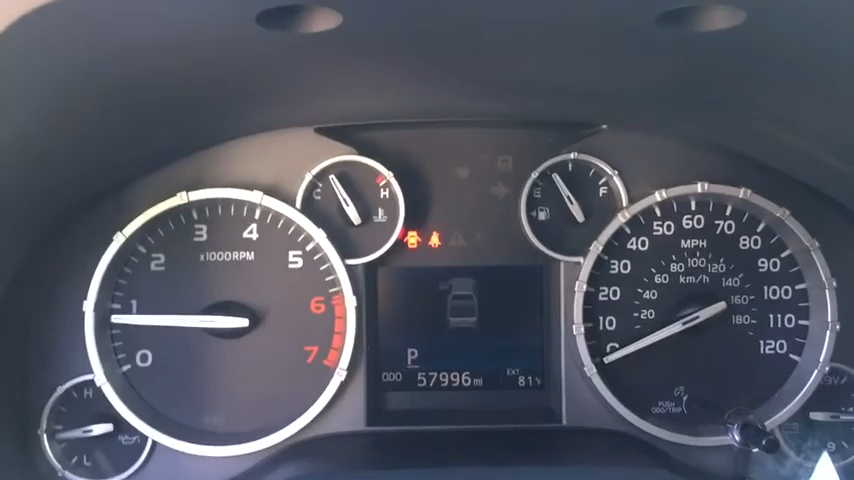 C
H
E
F
0
1
2
3
4
5
6
7
x1000RPM
0
10
20
30
40
50
60
70
80
90
100
110
120
MPH
20
40
60
80
100
120
140
160
180
km/h
P
ODO 57996 mi
EXT
81°F
PUSH
ODO/TRIP
H
L